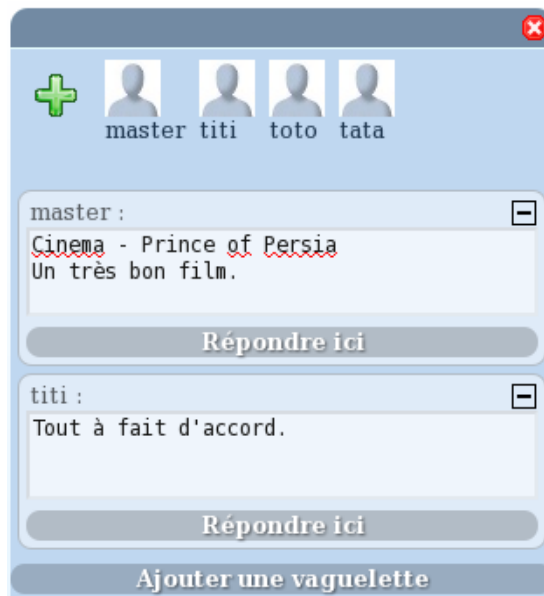 master titi toto tata
master :
Cinema - Prince of Persia
Un très bon film.
Répondre ici
titi :
Tout à fait d'accord.
Répondre ici
Ajouter une vaguelette